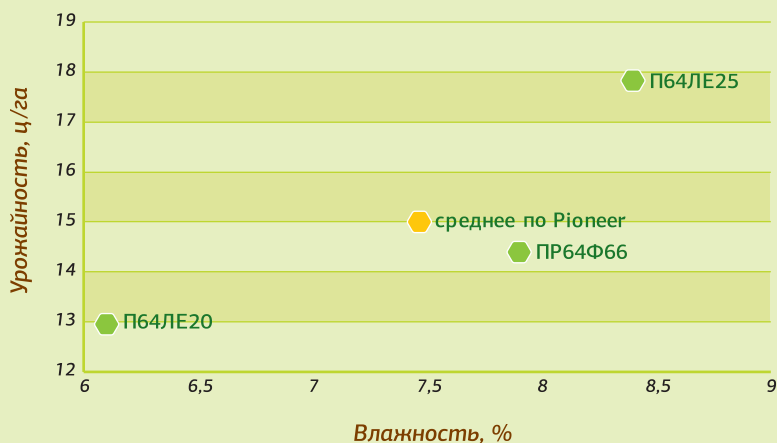 19
18
17
16
15
14
13
12
Урожайность, ц/га
П64ЛЕ25
среднее по Pioneer
ПР64Ф66
П64ЛЕ20
6 6,5 7 7,5 8 8,5 9
Влажность, %